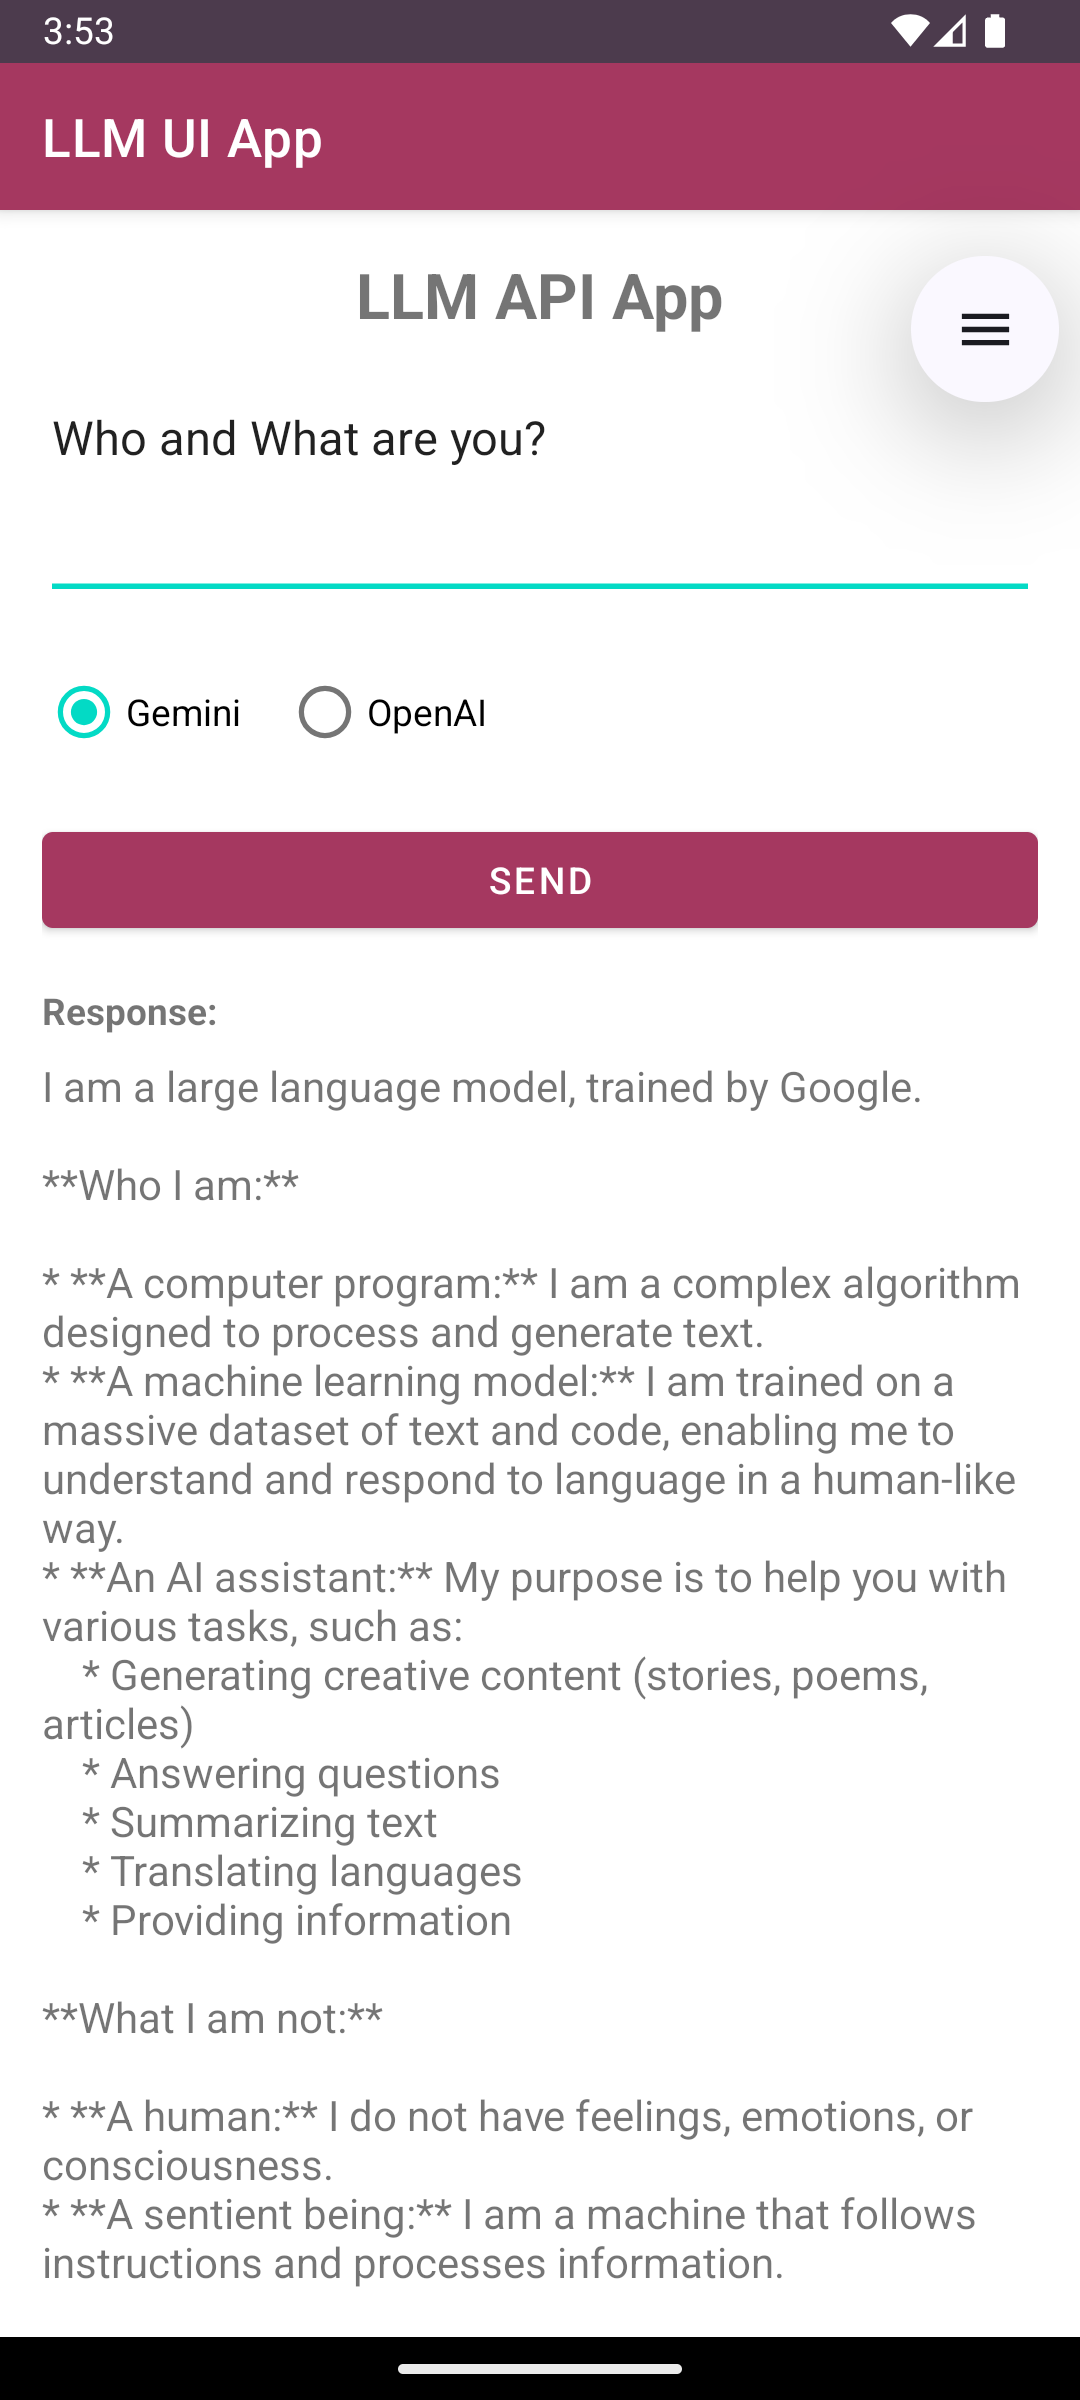 3:53
LLM UI App
LLM API App
Who and What are you?
Gemini
OpenAI
SEND
Response:
I am a large language model, trained by Google.
**Who I am:**
* **A computer program:** I am a complex algorithm
designed to process and generate text.
* **A machine learning model:** I am trained on a
massive dataset of text and code, enabling me to
understand and respond to language in a human-like
way.
* **An AI assistant:** My purpose is to help you with
various tasks, such as:
* Generating creative content (stories, poems,
articles)
* Answering questions
* Summarizing text
* Translating languages
* Providing information
**What I am not:**
* **A human:** I do not have feelings, emotions, or
consciousness.
* **A sentient being:** I am a machine that follows
instructions and processes information.